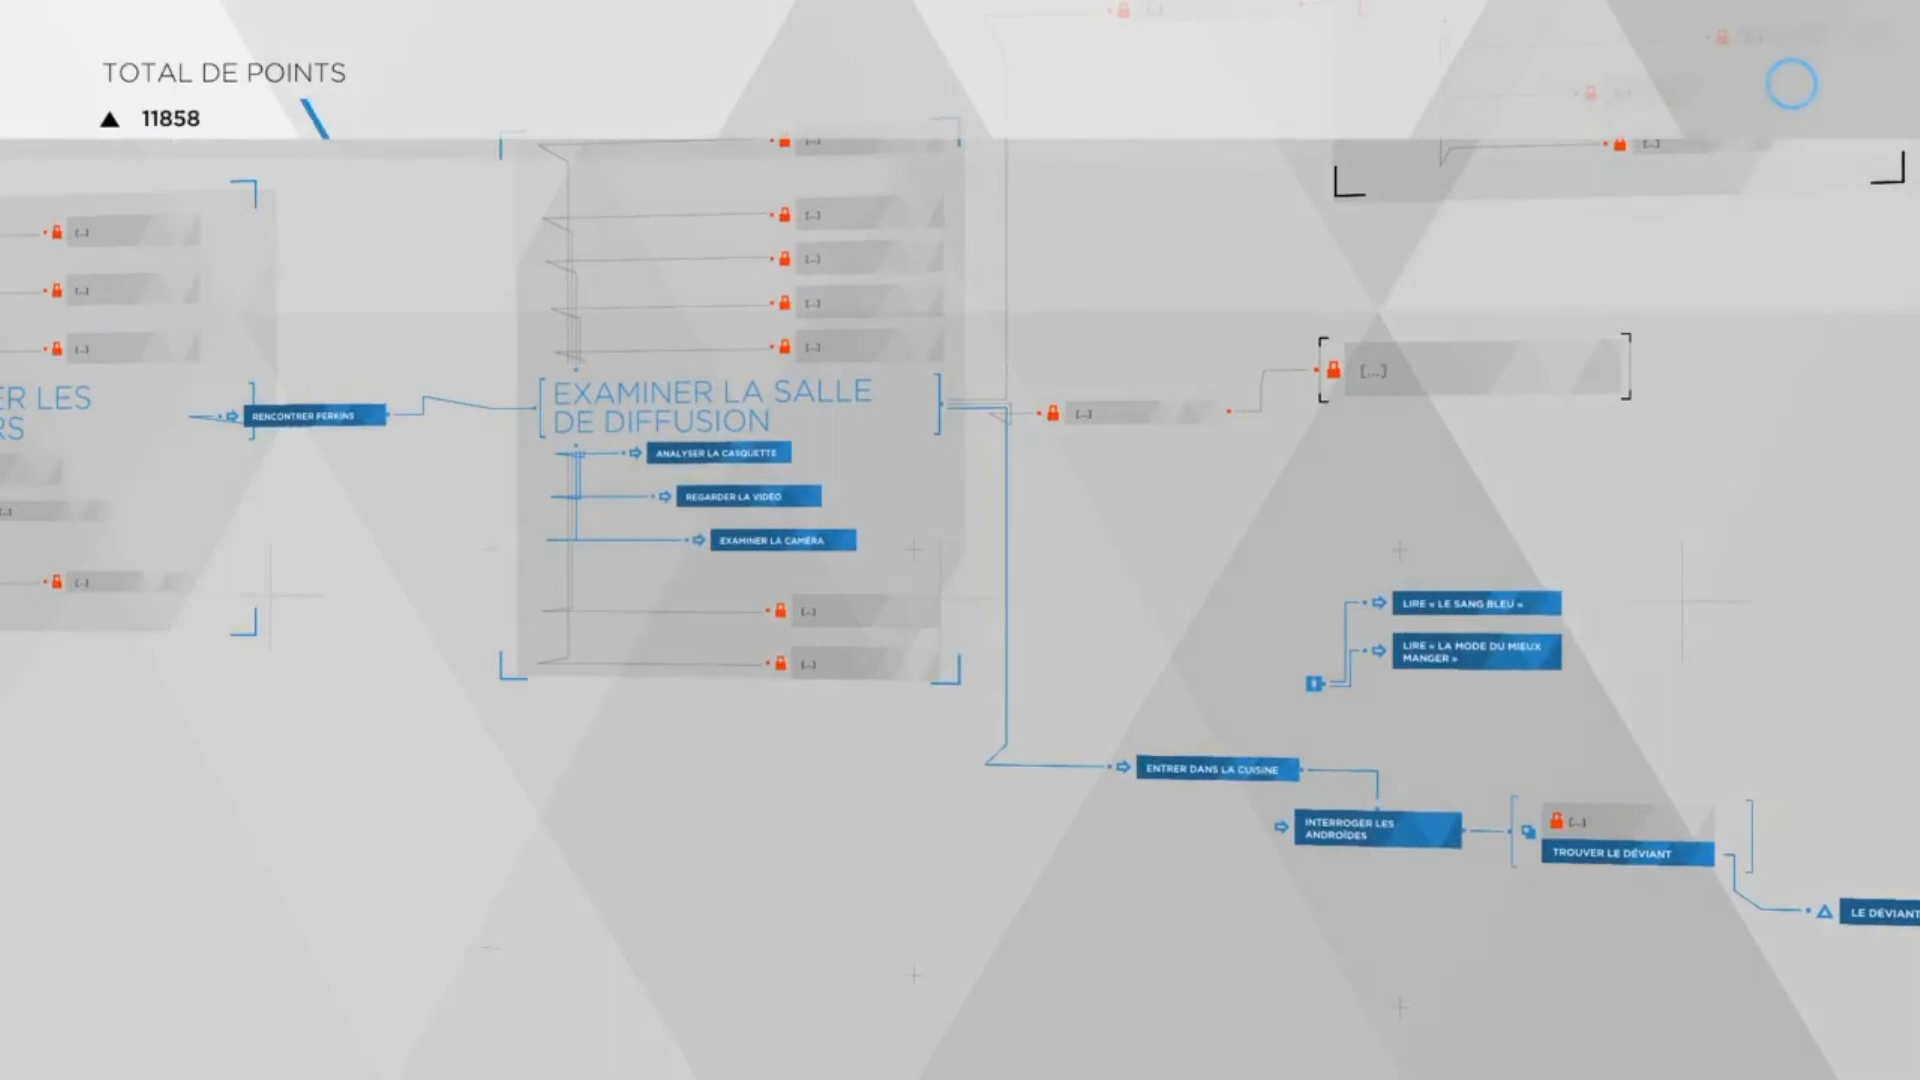 TOTAL DE POINTS
11858
[...]
[...]
[...]
[...]
[...]
[...]
[...]
[...]
[...]
[...]
[...]
[...]
ER LES
RS
RENCONTRER PERKINS
EXAMINER LA SALLE
DE DIFFUSION
[...]
[...]
ANALYSER LA CASQUETTE
REGARDER LA VIDÉO
EXAMINER LA CAMÉRA
[...]
[...]
[...]
[...]
LIRE « LE SANG BLEU »
LIRE « LA MODE DU MIEUX
MANGER »
ENTRER DANS LA CUISINE
INTERROGER LES
ANDROÏDES
[...]
TROUVER LE DÉVIANT
LE DÉVIANT